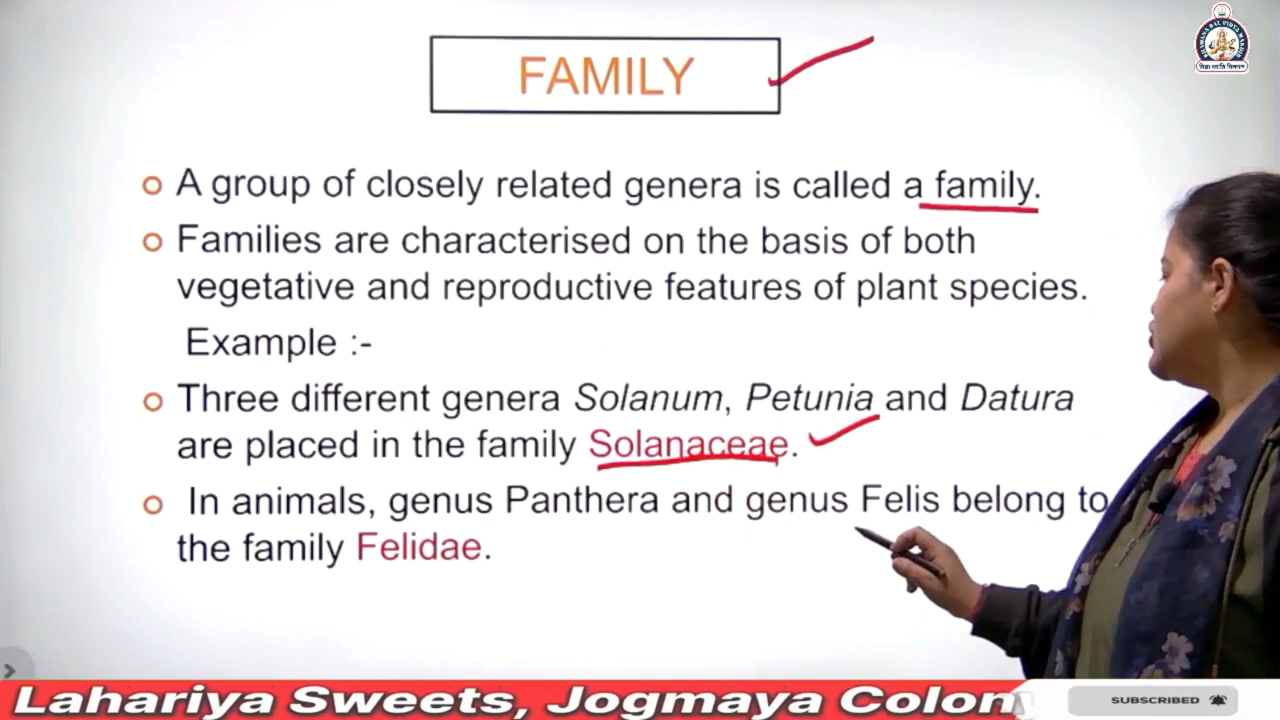 FAMILY
A group of closely related genera is called a family.
Families are characterised on the basis of both
vegetative and reproductive features of plant species.
Example :-
Three different genera Solanum, Petunia and Datura
are placed in the family Solanaceae.
In animals, genus Panthera and genus Felis belong to
the family Felidae.
Lahariya Sweets, Jogmaya Colony
SUBSCRIBED